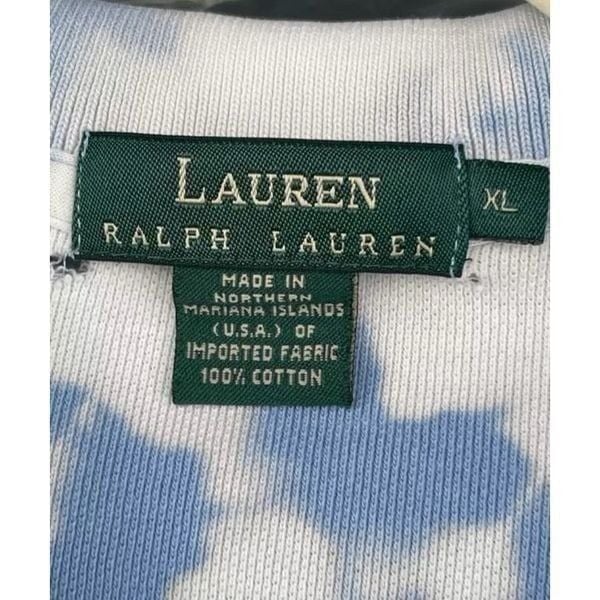 LAUREN
RALPH LAUREN
XL
MADE IN
NORTHERN
MARIANA ISLANDS
(U.S.A.) OF
IMPORTED FABRIC
100% COTTON